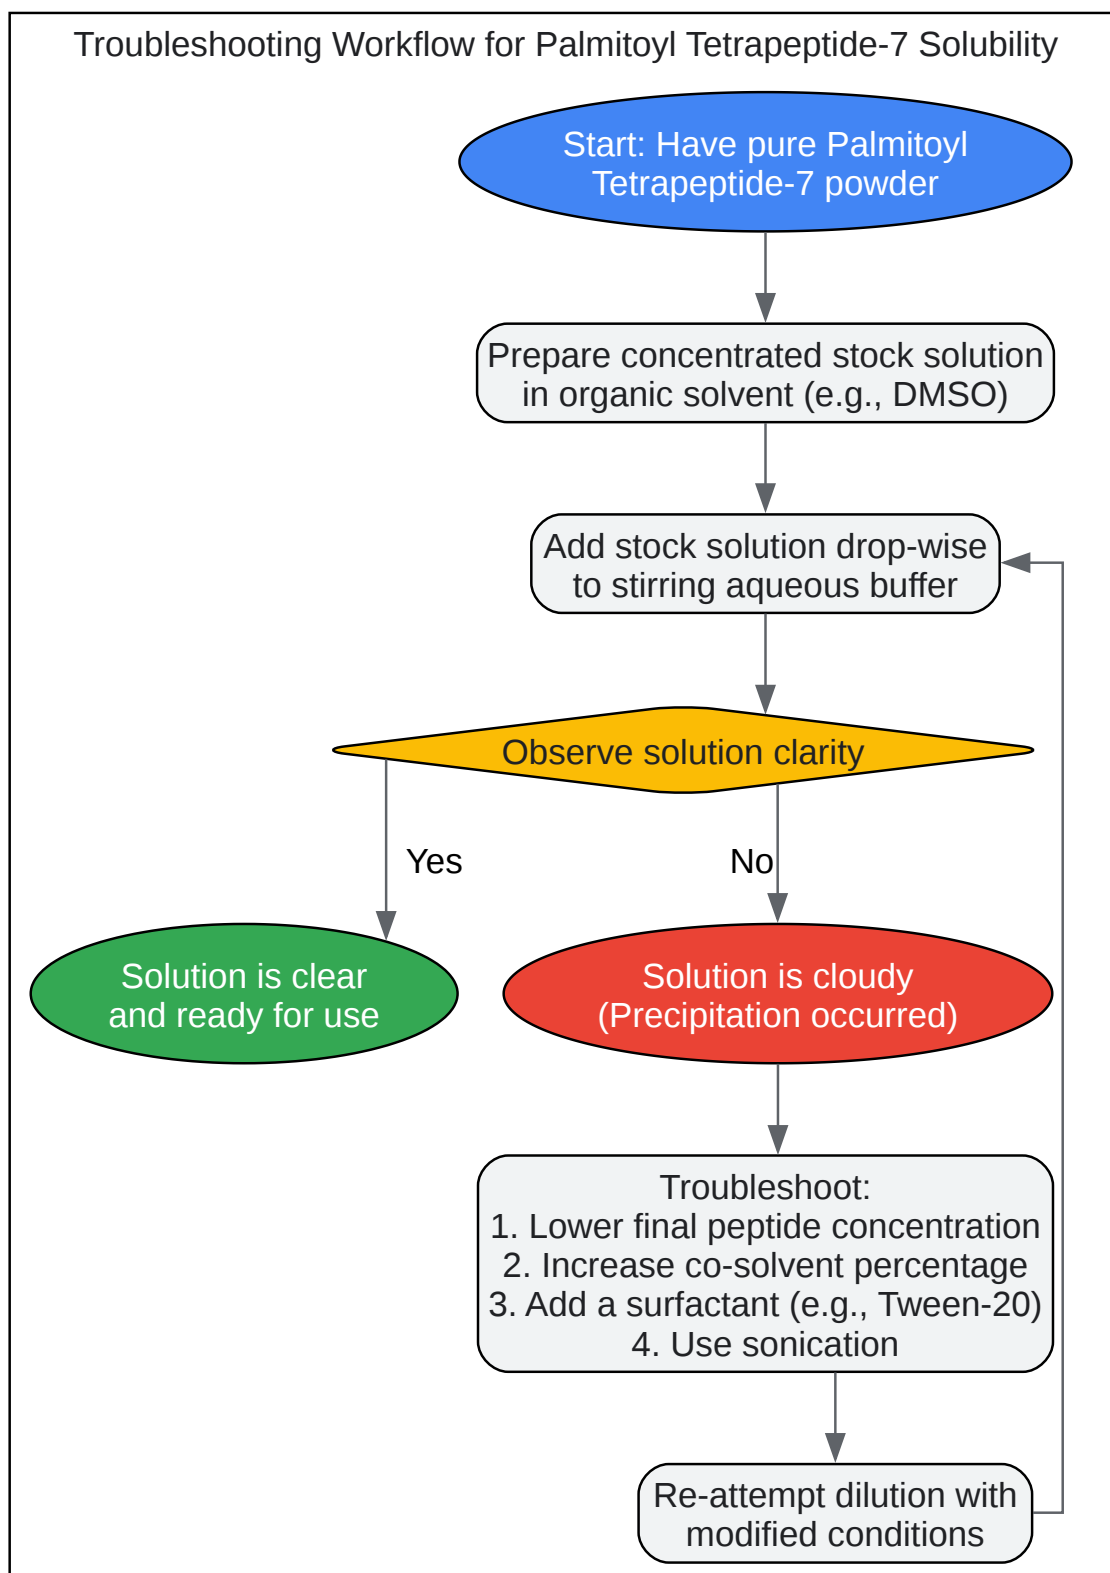 Troubleshooting Workflow for Palmitoyl Tetrapeptide-7 Solubility
Start: Have pure Palmitoyl
Tetrapeptide-7 powder
Prepare concentrated stock solution
in organic solvent (e.g., DMSO)
Add stock solution drop-wise
to stirring aqueous buffer
Observe solution clarity
Yes
No
Solution is clear
and ready for use
Solution is cloudy
(Precipitation occurred)
Troubleshoot:
1. Lower final peptide concentration
2. Increase co-solvent percentage
3. Add a surfactant (e.g., Tween-20)
4. Use sonication
Re-attempt dilution with
modified conditions